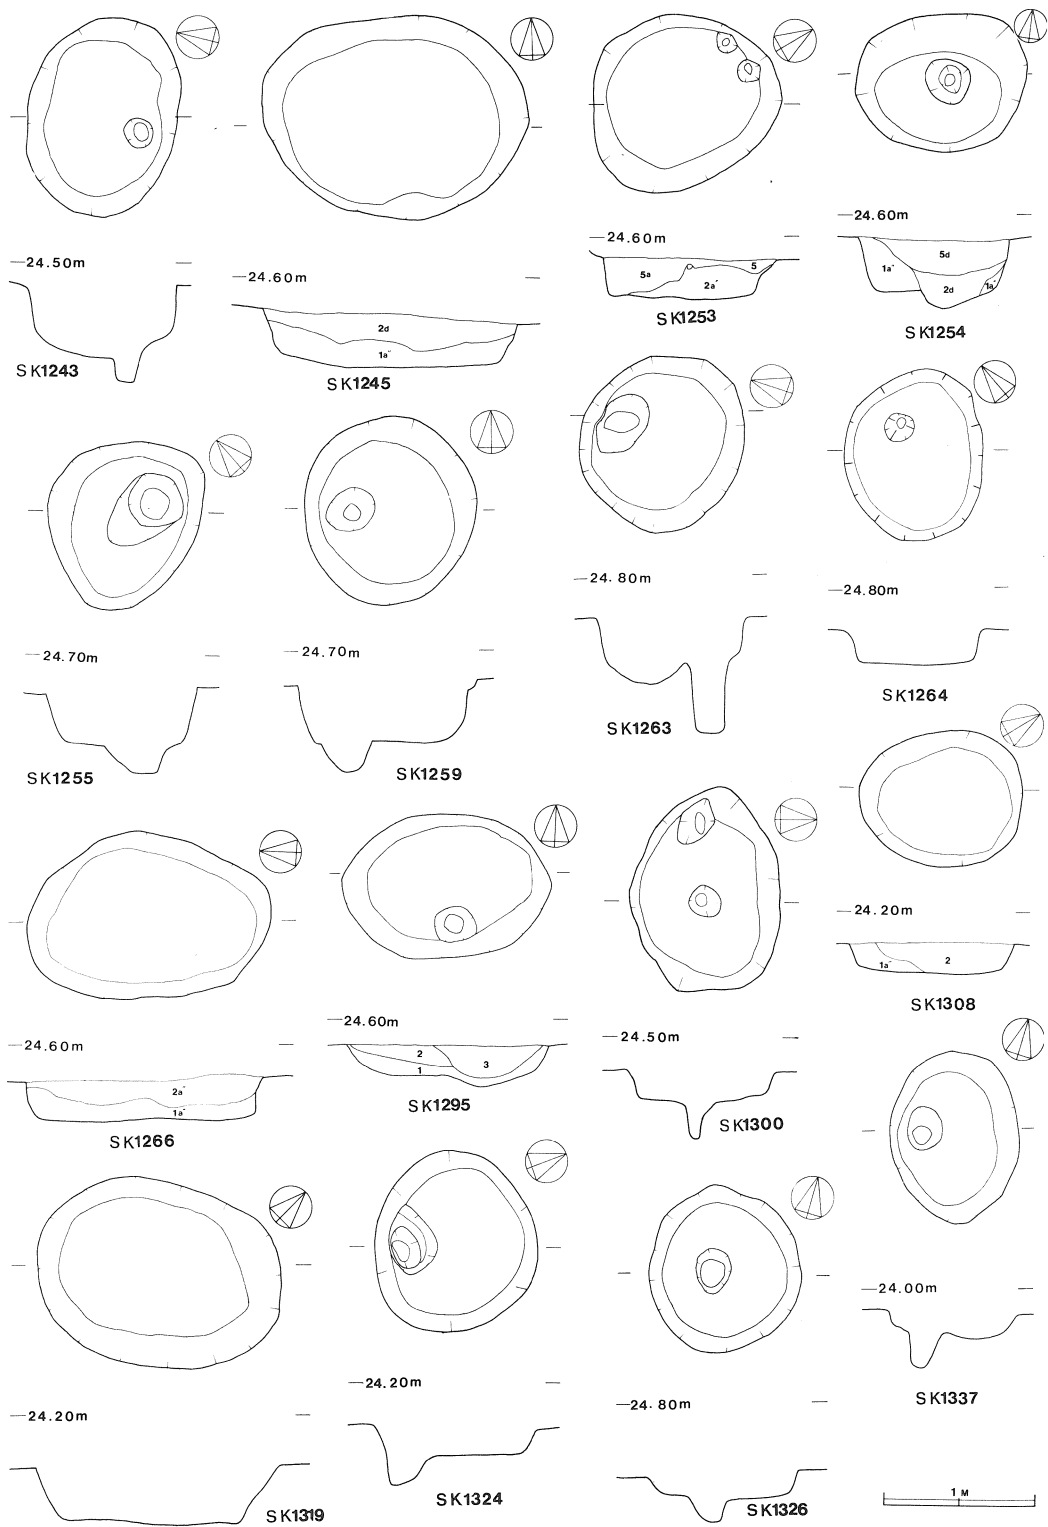 24.50m
SK1243
24.60m
2d
1a″
SK1245
24.60m
5a
5
2a″
SK1253
24.60m
5d
1a″
2d
1a″
SK1254
24.70m
SK1255
24.70m
SK1259
24.80m
SK1263
24.80m
SK1264
24.60m
2a″
1a″
SK1266
24.60m
2
1
3
SK1295
24.50m
SK1300
24.20m
1a″
2
SK1308
24.20m
SK1319
24.20m
SK1324
24.80m
SK1326
24.00m
SK1337
1 M